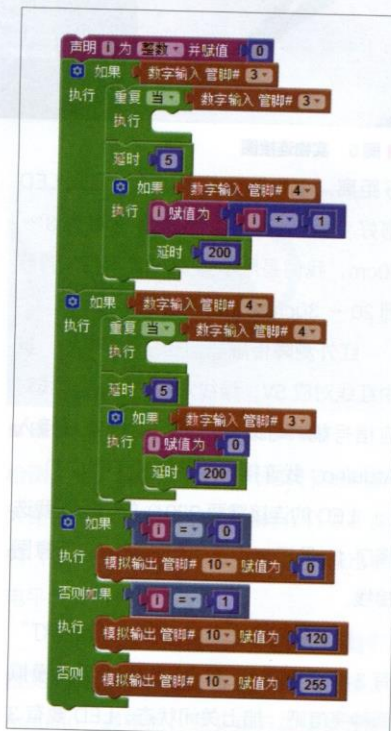 声明 i 为 整数 并赋值 0
如果 数字输入 管脚# 3
执行 重复 当 数字输入 管脚# 3
执行
延时 5
如果 数字输入 管脚# 4
执行 i 赋值为 i + 1
延时 200
如果 数字输入 管脚# 4
执行 重复 当 数字输入 管脚# 4
执行
延时 5
如果 数字输入 管脚# 3
执行 i 赋值为 0
延时 200
如果 i = 0
执行 模拟输出 管脚# 10 赋值为 0
否则如果 i = 1
执行 模拟输出 管脚# 10 赋值为 120
否则 模拟输出 管脚# 10 赋值为 255